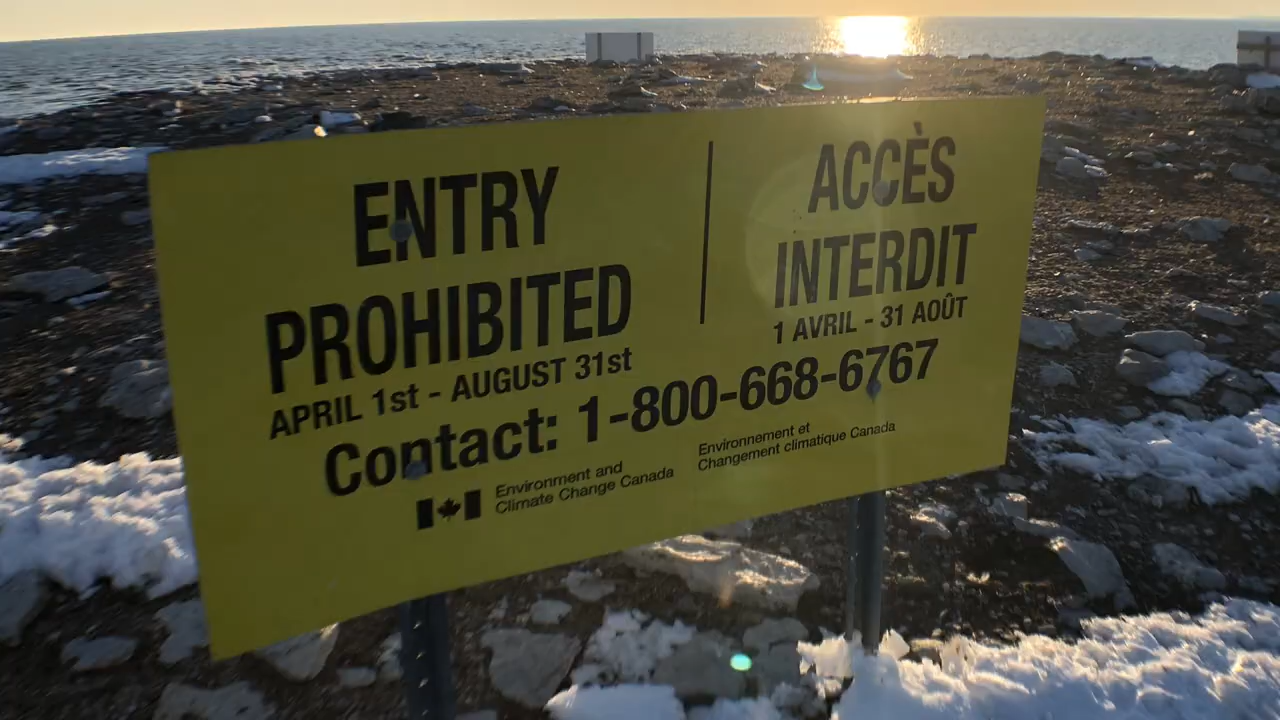 ENTRY
PROHIBITED
APRIL 1st - AUGUST 31st
ACCÈS
INTERDIT
1 AVRIL - 31 AOÛT
Contact: 1-800-668-6767
Environment and
Climate Change Canada
Environnement et
Changement climatique Canada